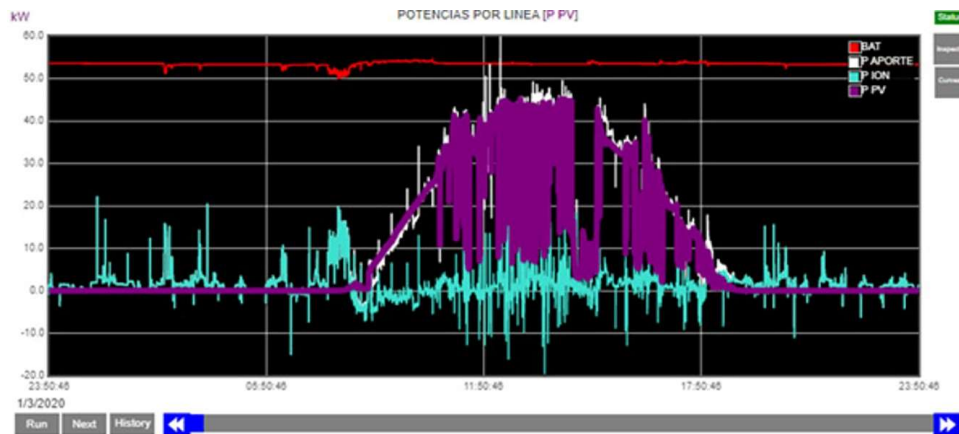 kW
POTENCIAS POR LINEA [P PV]
Status
60.0
50.0
40.0
30.0
20.0
10.0
0.0
-10.0
-20.0
BAT
P APORTE
P ION
P PV
23:50:46
05:50:46
11:50:46
17:50:46
23:50:46
1/3/2020
Run
Next
History